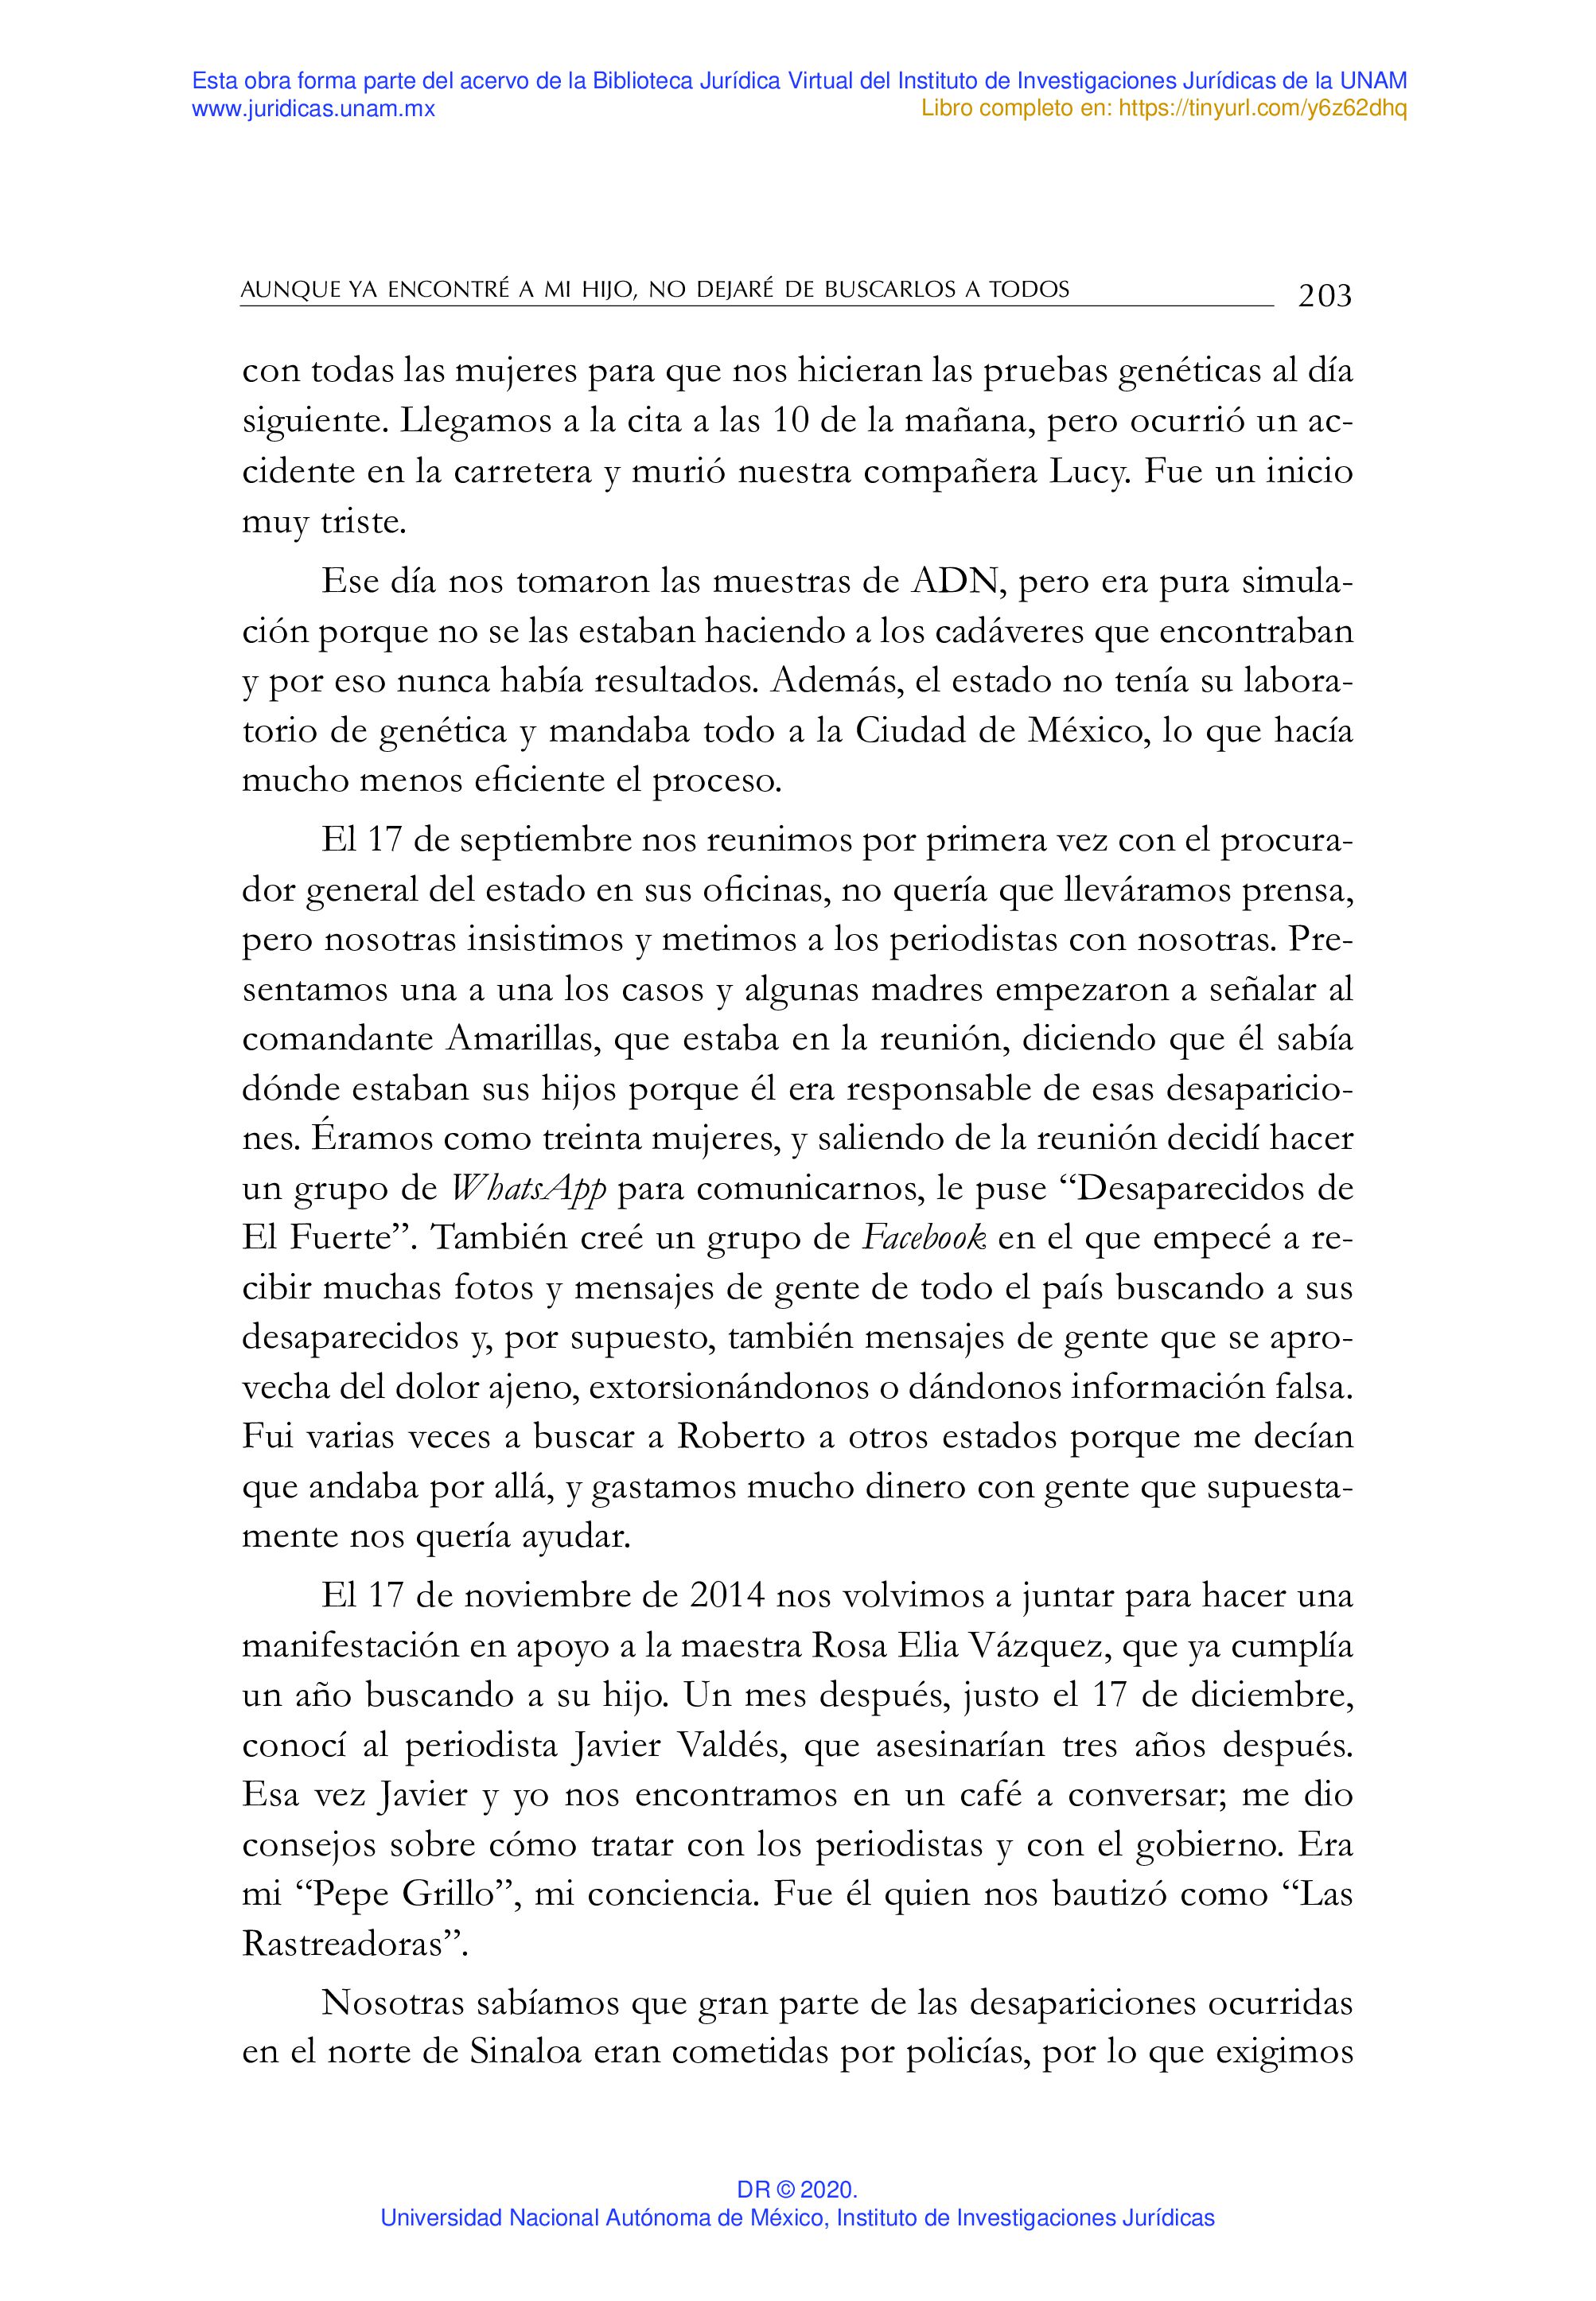 Esta obra forma parte del acervo de la Biblioteca Jurídica Virtual del Instituto de Investigaciones Jurídicas de la UNAM
www.juridicas.unam.mx
Libro completo en: https://tinyurl.com/y6z62dhq
AUNQUE YA ENCONTRÉ A MI HIJO, NO DEJARÉ DE BUSCARLOS A TODOS 203
con todas las mujeres para que nos hicieran las pruebas genéticas al día
siguiente. Llegamos a la cita a las 10 de la mañana, pero ocurrió un ac-
cidente en la carretera y murió nuestra compañera Lucy. Fue un inicio
muy triste.
Ese día nos tomaron las muestras de ADN, pero era pura simula-
ción porque no se las estaban haciendo a los cadáveres que encontraban
y por eso nunca había resultados. Además, el estado no tenía su labora-
torio de genética y mandaba todo a la Ciudad de México, lo que hacía
mucho menos eficiente el proceso.
El 17 de septiembre nos reunimos por primera vez con el procura-
dor general del estado en sus oficinas, no quería que lleváramos prensa,
pero nosotras insistimos y metimos a los periodistas con nosotras. Pre-
sentamos una a una los casos y algunas madres empezaron a señalar al
comandante Amarillas, que estaba en la reunión, diciendo que él sabía
dónde estaban sus hijos porque él era responsable de esas desaparicio-
nes. Éramos como treinta mujeres, y saliendo de la reunión decidí hacer
un grupo de WhatsApp para comunicarnos, le puse “Desaparecidos de
El Fuerte”. También creé un grupo de Facebook en el que empecé a re-
cibir muchas fotos y mensajes de gente de todo el país buscando a sus
desaparecidos y, por supuesto, también mensajes de gente que se apro-
vecha del dolor ajeno, extorsionándonos o dándonos información falsa.
Fui varias veces a buscar a Roberto a otros estados porque me decían
que andaba por allá, y gastamos mucho dinero con gente que supuesta-
mente nos quería ayudar.
El 17 de noviembre de 2014 nos volvimos a juntar para hacer una
manifestación en apoyo a la maestra Rosa Elia Vázquez, que ya cumplía
un año buscando a su hijo. Un mes después, justo el 17 de diciembre,
conocí al periodista Javier Valdés, que asesinarían tres años después.
Esa vez Javier y yo nos encontramos en un café a conversar; me dio
consejos sobre cómo tratar con los periodistas y con el gobierno. Era
mi “Pepe Grillo”, mi conciencia. Fue él quien nos bautizó como “Las
Rastreadoras”.
Nosotras sabíamos que gran parte de las desapariciones ocurridas
en el norte de Sinaloa eran cometidas por policías, por lo que exigimos
DR © 2020.
Universidad Nacional Autónoma de México, Instituto de Investigaciones Jurídicas